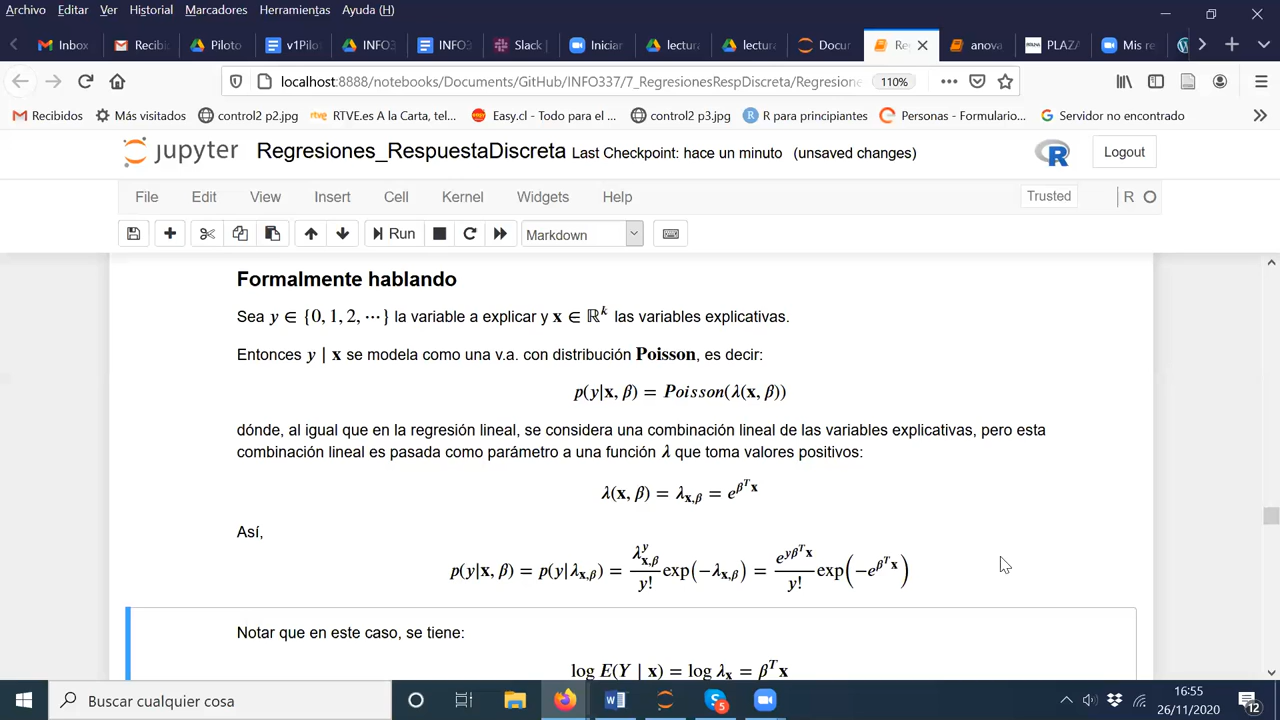 Archivo Editar Ver Historial Marcadores Herramientas Ayuda (H)
Inbox Recibi Piloto v1Pilo INFO3 INFO3 Slack Iniciar lectura lectura Docur Re anova PLAZA Mis re
localhost:8888/notebooks/Documents/GitHub/INFO337/7_RegresionesRespDiscreta/Regresione 110%
Recibidos Más visitados control2 p2.jpg RTVE.es A la Carta, tel... Easy.cl - Todo para el ... control2 p3.jpg R para principiantes Personas - Formulario... Servidor no encontrado
jupyter Regresiones_RespuestaDiscreta Last Checkpoint: hace un minuto (unsaved changes) R Logout
File Edit View Insert Cell Kernel Widgets Help Trusted R
Run Markdown
Formalmente hablando
Sea y ∈ {0, 1, 2, ⋯} la variable a explicar y x ∈ ℝ^k las variables explicativas.
Entonces y | x se modela como una v.a. con distribución Poisson, es decir:
p(y|x, β) = Poisson(λ(x, β))
dónde, al igual que en la regresión lineal, se considera una combinación lineal de las variables explicativas, pero esta
combinación lineal es pasada como parámetro a una función λ que toma valores positivos:
λ(x, β) = λ_{x,β} = e^{β^T x}
Así,
p(y|x, β) = p(y|λ_{x,β}) = \frac{λ_{x,β}^y}{y!} exp(−λ_{x,β}) = \frac{e^{yβ^T x}}{y!} exp(−e^{β^T x})
Notar que en este caso, se tiene:
log E(Y | x) = log λ_x = β^T x
Buscar cualquier cosa 5 16:55
26/11/2020 12